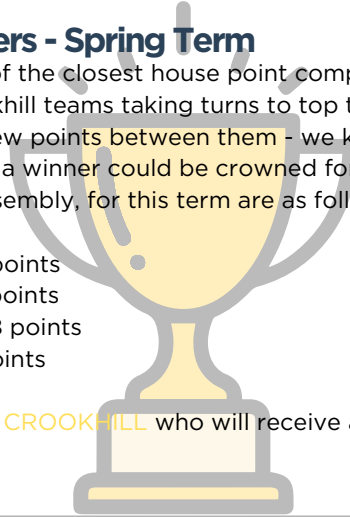 ers - Spring Term
of the closest house point comp
khill teams taking turns to top t
ew points between them - we k
a winner could be crowned for
sembly, for this term are as foll
points
points
3 points
oints
CROOKHILL who will receive a